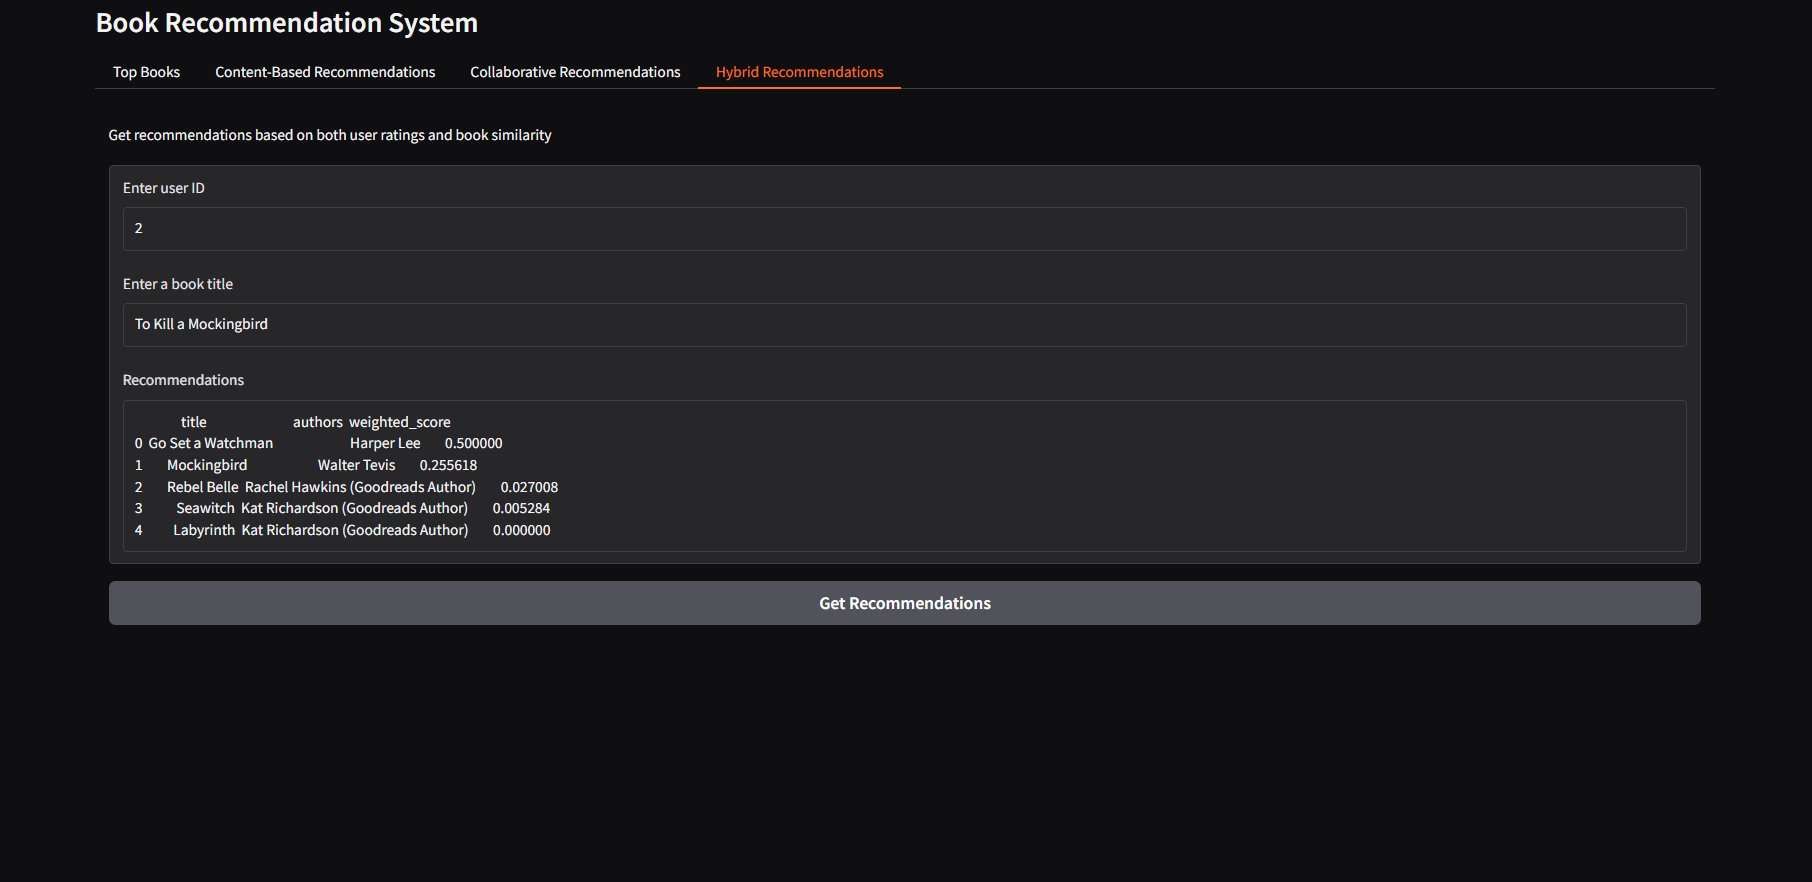 Book Recommendation System
Top Books Content-Based Recommendations Collaborative Recommendations Hybrid Recommendations
Get recommendations based on both user ratings and book similarity
Enter user ID
2
Enter a book title
To Kill a Mockingbird
Recommendations
title authors weighted_score
0 Go Set a Watchman Harper Lee 0.500000
1 Mockingbird Walter Tevis 0.255618
2 Rebel Belle Rachel Hawkins (Goodreads Author) 0.027008
3 Seawitch Kat Richardson (Goodreads Author) 0.005284
4 Labyrinth Kat Richardson (Goodreads Author) 0.000000
Get Recommendations